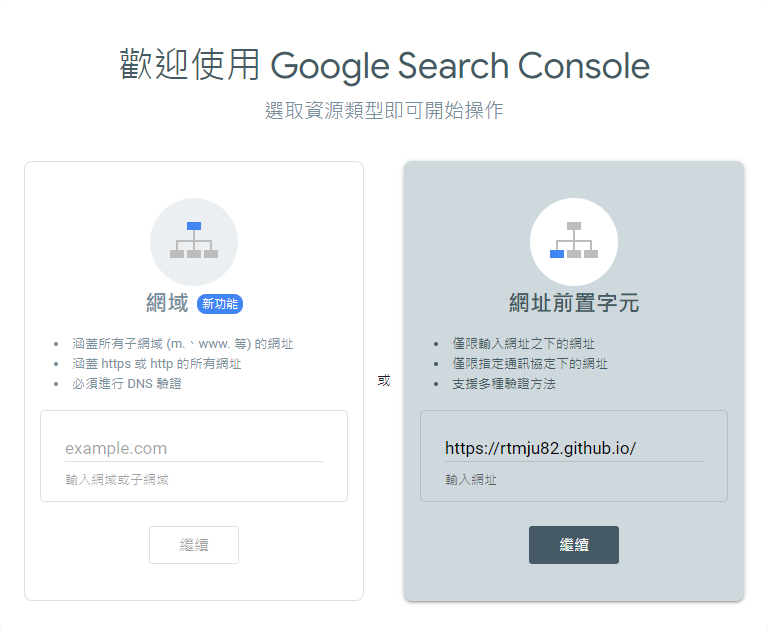 歡迎使用 Google Search Console
選取資源類型即可開始操作
網域 新功能
涵蓋所有子網域 (m.、www. 等) 的網址
涵蓋 https 或 http 的所有網址
必須進行 DNS 驗證
example.com
輸入網域或子網域
繼續
或
網址前置字元
僅限輸入網址之下的網址
僅限指定通訊協定下的網址
支援多種驗證方法
https://rtmju82.github.io/
輸入網址
繼續